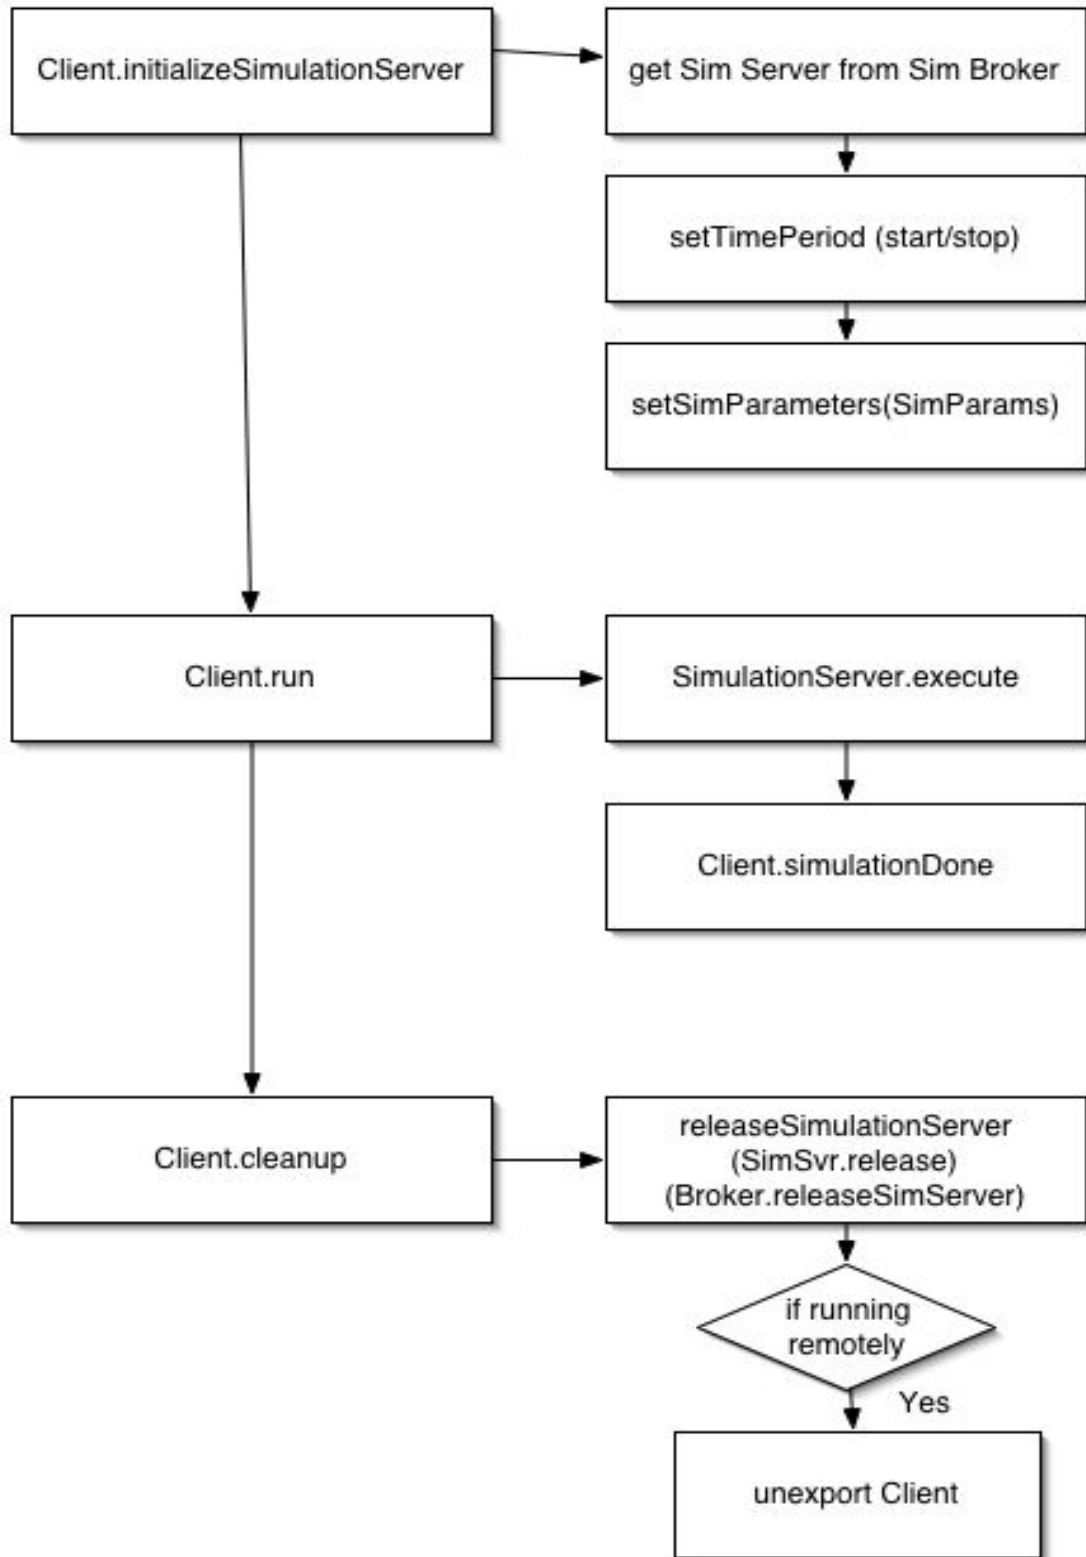 Client.initializeSimulationServer
get Sim Server from Sim Broker
setTimePeriod (start/stop)
setSimParameters(SimParams)
Client.run
SimulationServer.execute
Client.simulationDone
Client.cleanup
releaseSimulationServer
(SimSvr.release)
(Broker.releaseSimServer)
if running
remotely
Yes
unexport Client